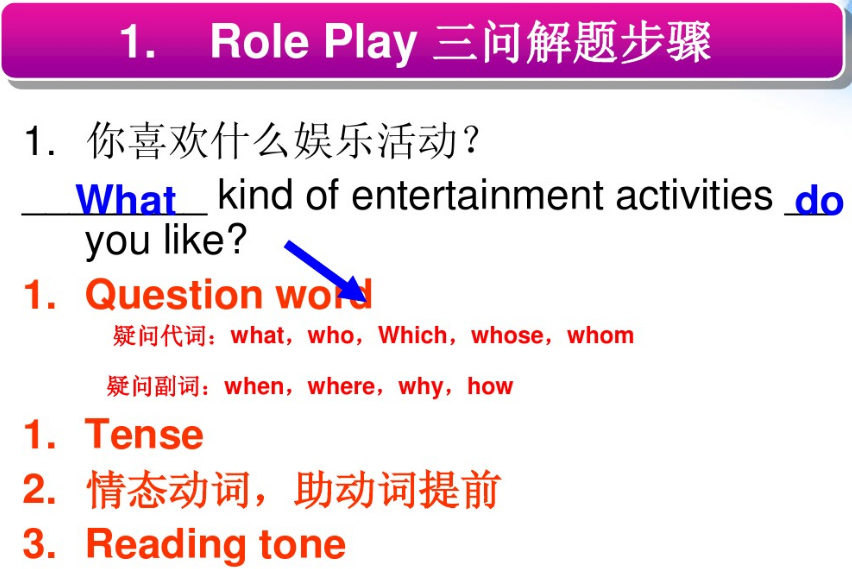 1. Role Play 三问解题步骤
1. 你喜欢什么娱乐活动？
________What kind of entertainment activities __do
you like?
1. Question word
疑问代词：what，who，Which，whose，whom
疑问副词：when，where，why，how
1. Tense
2. 情态动词，助动词提前
3. Reading tone